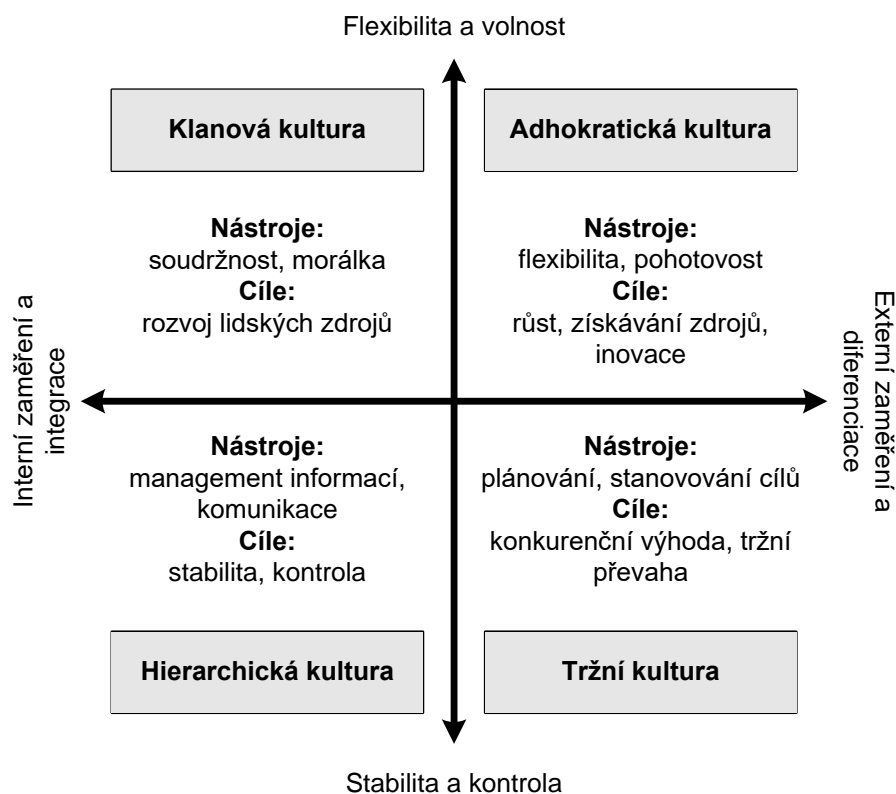 Flexibilita a volnost
Klanová kultura
Adhokratická kultura
Nástroje:
soudržnost, morálka
Cíle:
rozvoj lidských zdrojů
Nástroje:
flexibilita, pohotovost
Cíle:
růst, získávání zdrojů,
inovace
Interní zaměření a
integrace
Externí zaměření a
diferenciace
Nástroje:
management informací,
komunikace
Cíle:
stabilita, kontrola
Nástroje:
plánování, stanovování cílů
Cíle:
konkurenční výhoda, tržní
převaha
Hierarchická kultura
Tržní kultura
Stabilita a kontrola